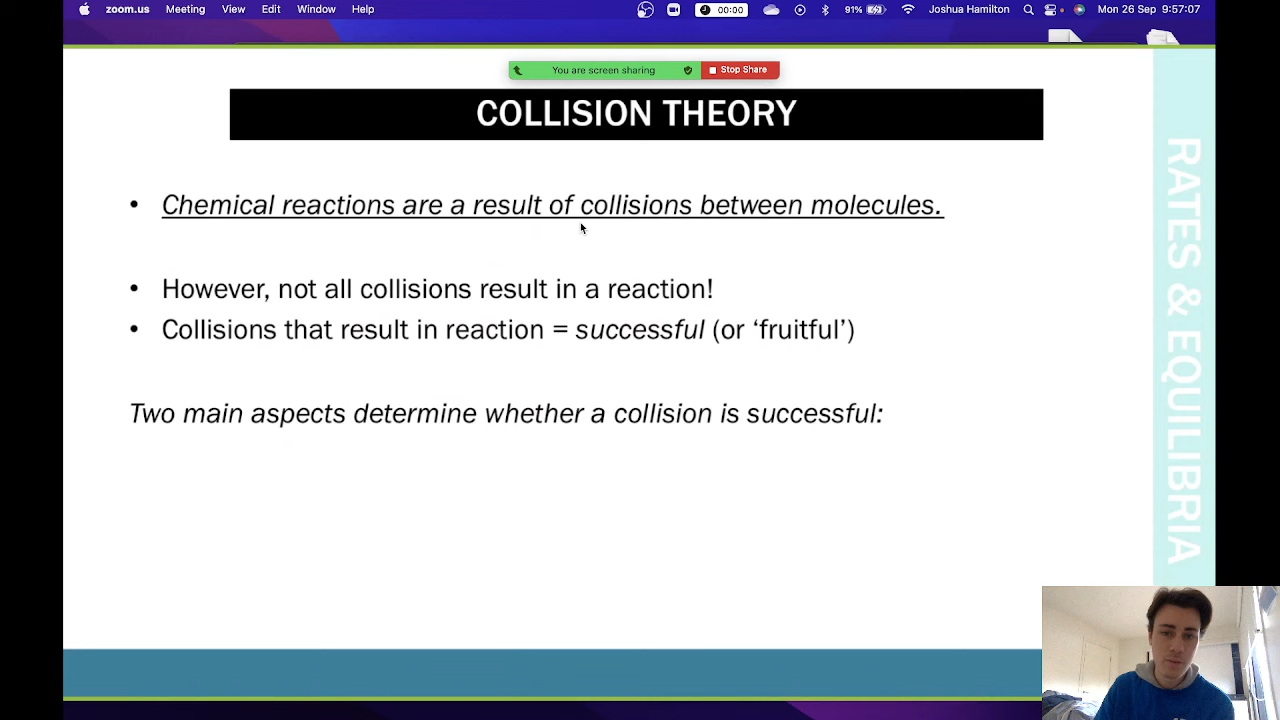 zoom.us Meeting View Edit Window Help 00:00 91% Joshua Hamilton Mon 26 Sep 9:57:07
You are screen sharing Stop Share
COLLISION THEORY
• Chemical reactions are a result of collisions between molecules.
• However, not all collisions result in a reaction!
• Collisions that result in reaction = successful (or ‘fruitful’)
Two main aspects determine whether a collision is successful:
RATES & EQUILIBRIA